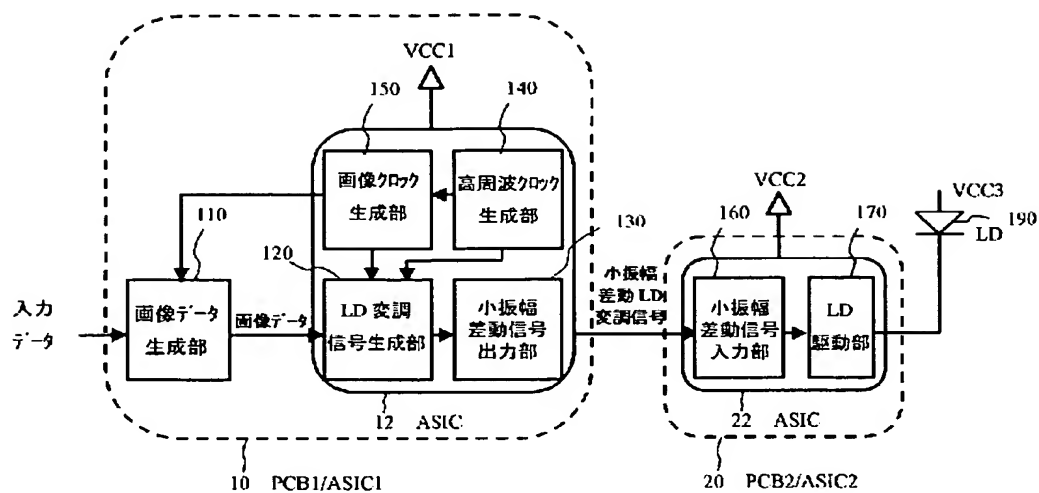 VCC1
150
140
画像クロック
生成部
高周波クロック
生成部
110
120
130
入力
データ
画像データ
生成部
画像データ
LD 変調
信号生成部
小振幅
差動信号
出力部
12 ASIC
10 PCB1/ASIC1
小振幅
差動 LD
変調信号
VCC2
160
170
小振幅
差動信号
入力部
LD
駆動部
22 ASIC
20 PCB2/ASIC2
VCC3
190
LD